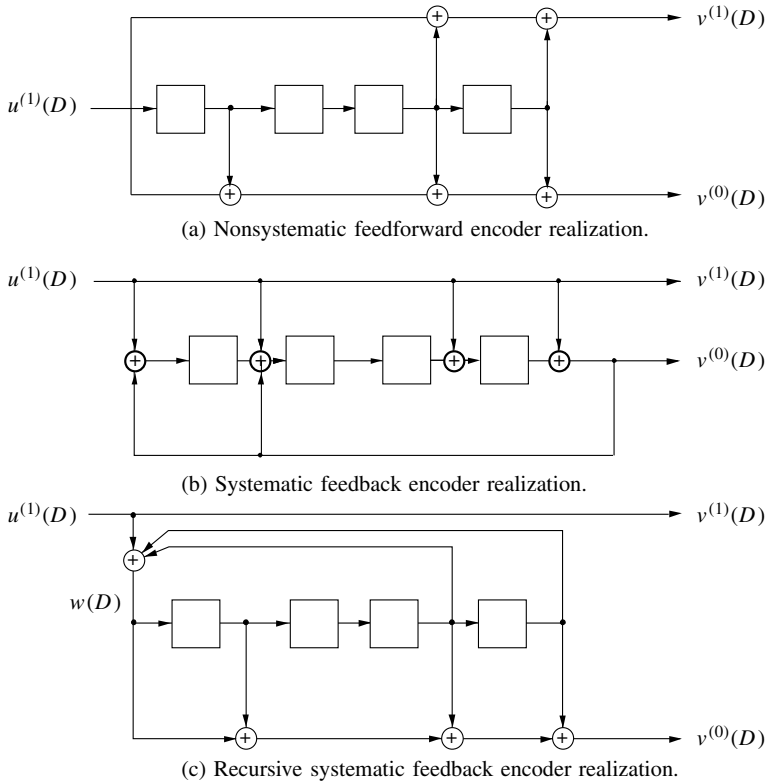 v⁽¹⁾(D)
u⁽¹⁾(D)
v⁽⁰⁾(D)
(a) Nonsystematic feedforward encoder realization.
u⁽¹⁾(D) v⁽¹⁾(D)
v⁽⁰⁾(D)
(b) Systematic feedback encoder realization.
u⁽¹⁾(D) v⁽¹⁾(D)
w(D)
v⁽⁰⁾(D)
(c) Recursive systematic feedback encoder realization.